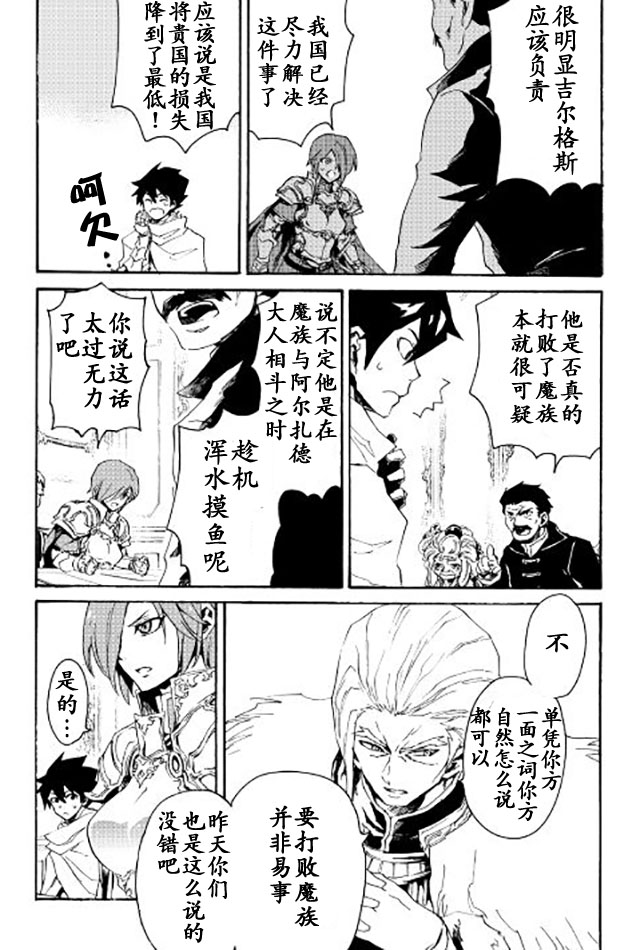 很明显吉尔格斯
应该负责
我国已经
尽力解决
这件事了
应该说是我国
将贵国的损失
降到了最低！
呵欠…
他是否真的
打败了魔族
本就很可疑
说不定他是在
魔族与阿尔扎德
大人相斗之时
趁机
浑水摸鱼呢
你说这话
太过无力
了吧
不
单凭你方
一面之词你方
自然怎么说
都可以
要打败魔族
并非易事
昨天你们
也是这么说的
没错吧
是的…